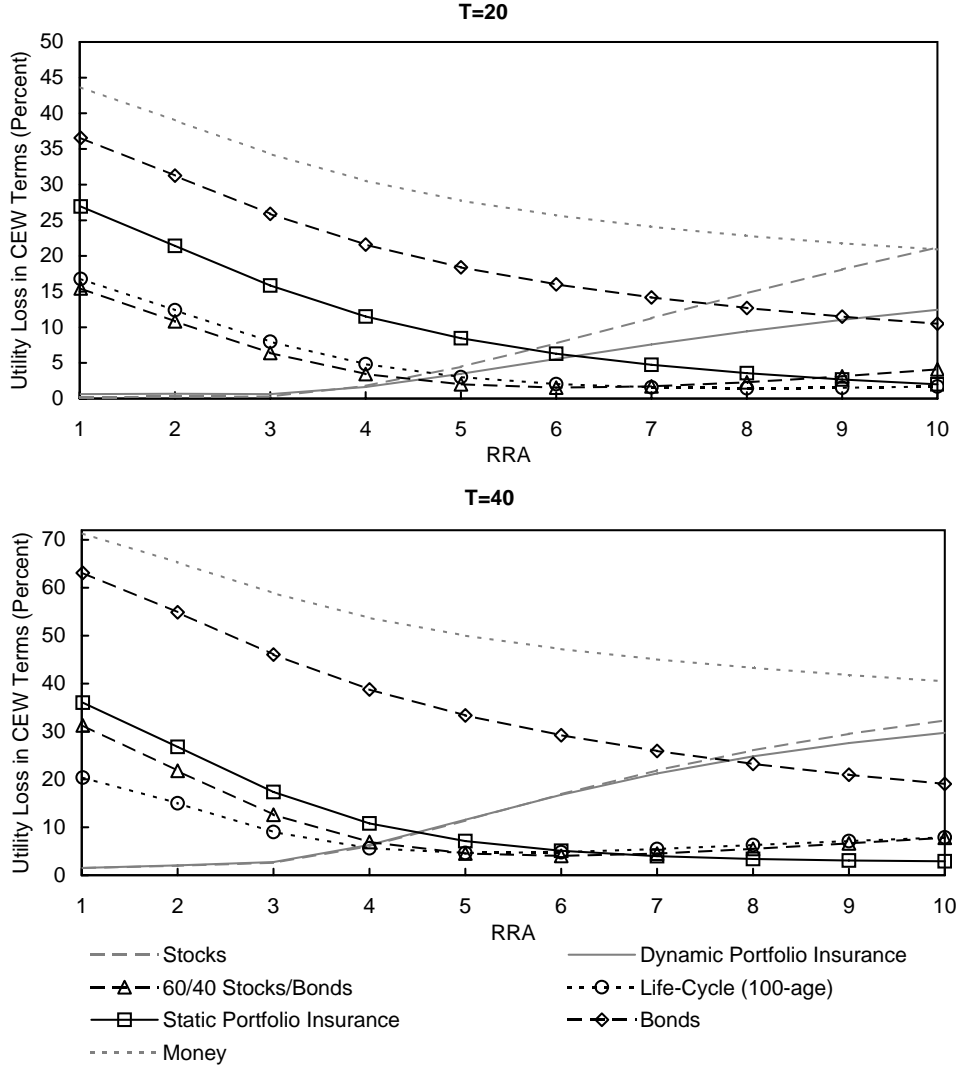 T=20
Utility Loss in CEW Terms (Percent)
50
45
40
35
30
25
20
15
10
5
0
1 2 3 4 5 6 7 8 9 10
RRA
T=40
Utility Loss in CEW Terms (Percent)
70
60
50
40
30
20
10
0
1 2 3 4 5 6 7 8 9 10
RRA
Stocks
Dynamic Portfolio Insurance
60/40 Stocks/Bonds
Life-Cycle (100-age)
Static Portfolio Insurance
Bonds
Money